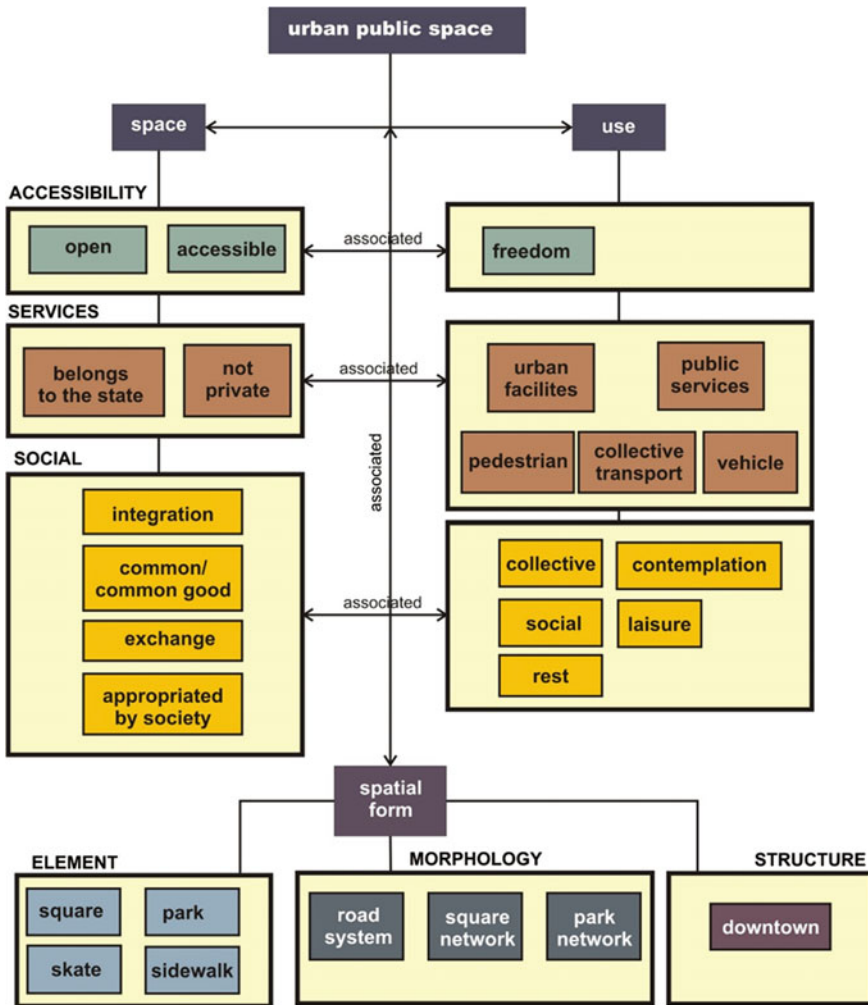 urban public space
space
use
ACCESSIBILITY
open
accessible
associated
freedom
SERVICES
belongs
to the state
not
private
associated
urban
facilites
public
services
pedestrian
collective
transport
vehicle
associated
SOCIAL
integration
common/
common good
exchange
appropriated
by society
associated
collective
contemplation
social
laisure
rest
spatial
form
ELEMENT
square
park
skate
sidewalk
MORPHOLOGY
road
system
square
network
park
network
STRUCTURE
downtown